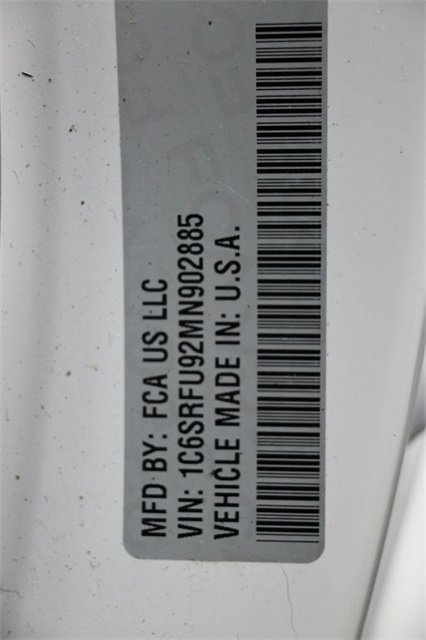 MFD BY: FCA US LLC
VIN: 1C6SRFU92MN902885
VEHICLE MADE IN: U.S.A.